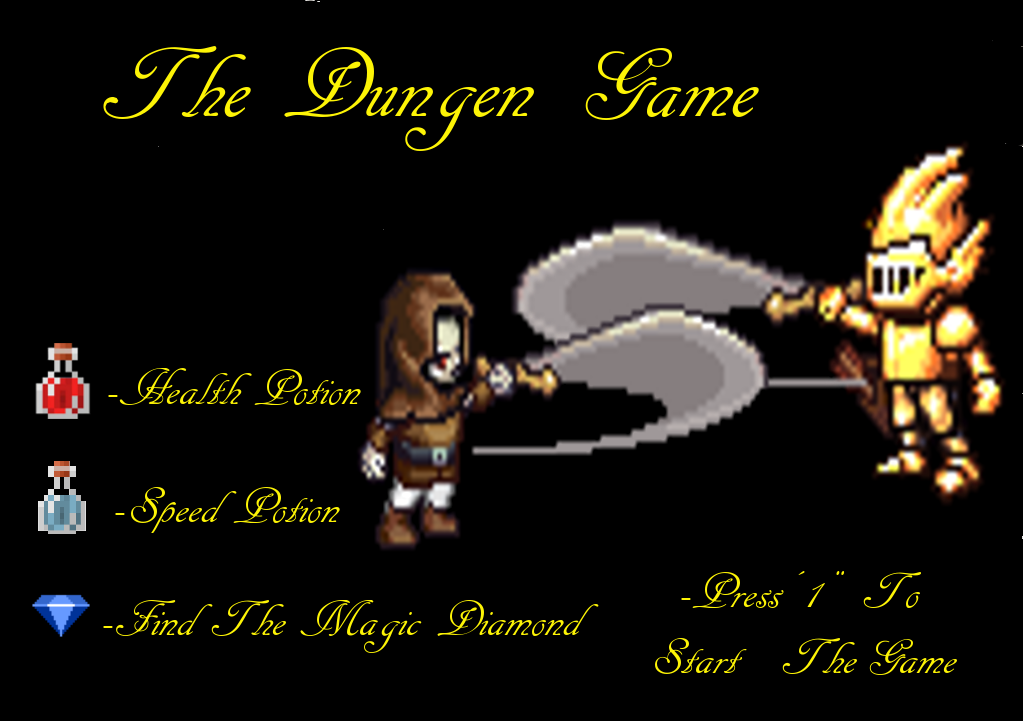 The Dungen Game
-Health Potion
-Speed Potion
-Find The Magic Diamond
-Press '1" To
Start The Game